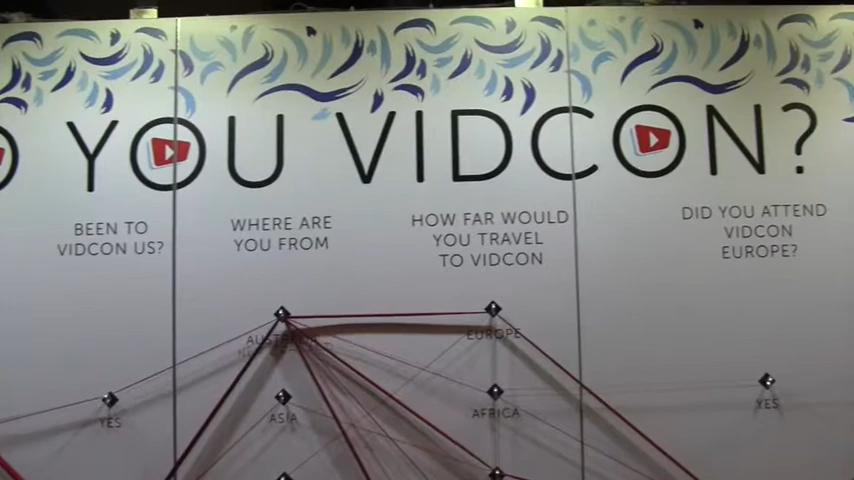 YOU VIDCON?
BEEN TO
VIDCON US?
WHERE ARE
YOU FROM
HOW FAR WOULD
YOU TRAVEL
TO VIDCON
DID YOU ATTEND
VIDCON
EUROPE?
EUROPE
YES
ASIA
AFRICA
YES